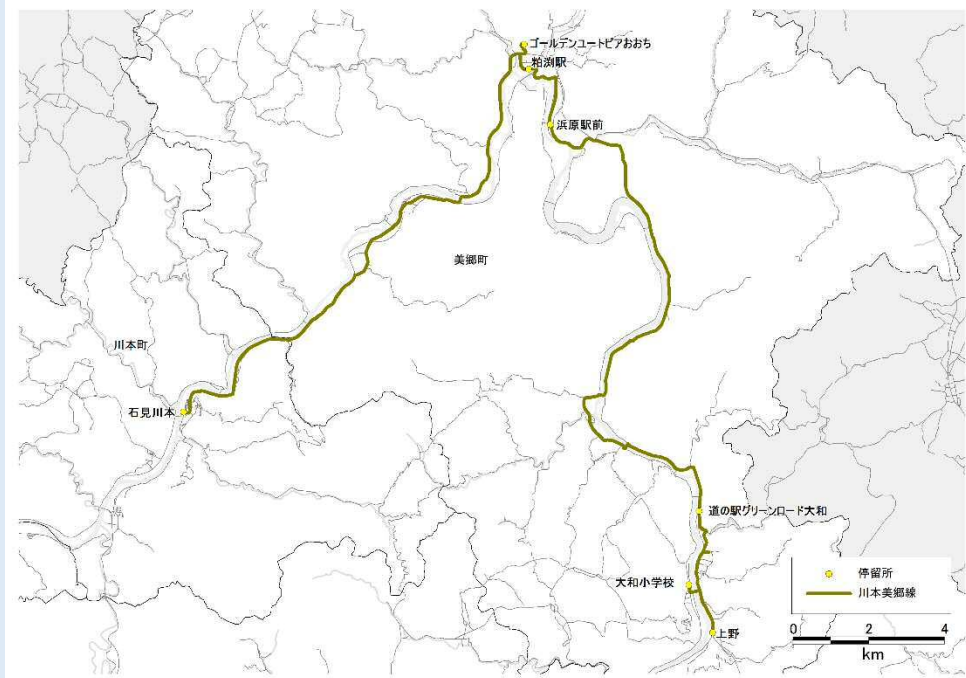 ゴールデンユートピアおおち
粕渕駅
浜原駅前
美郷町
川本町
石見川本
道の駅グリーンロード大和
大和小学校
上野
停留所
川本美郷線
0 2 4
km